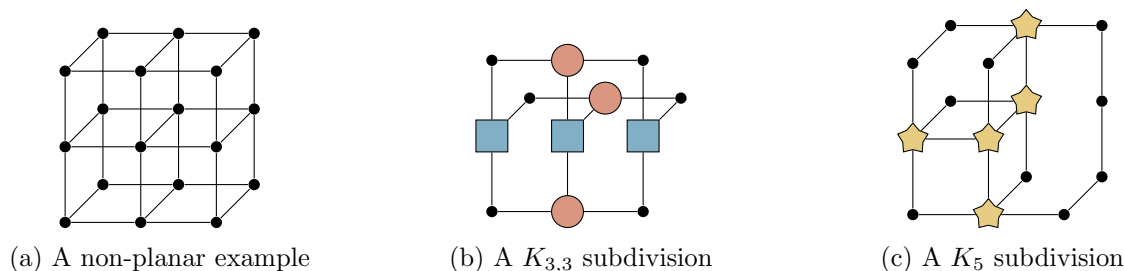 (a) A non-planar example
(b) A K₃,₃ subdivision
(c) A K₅ subdivision